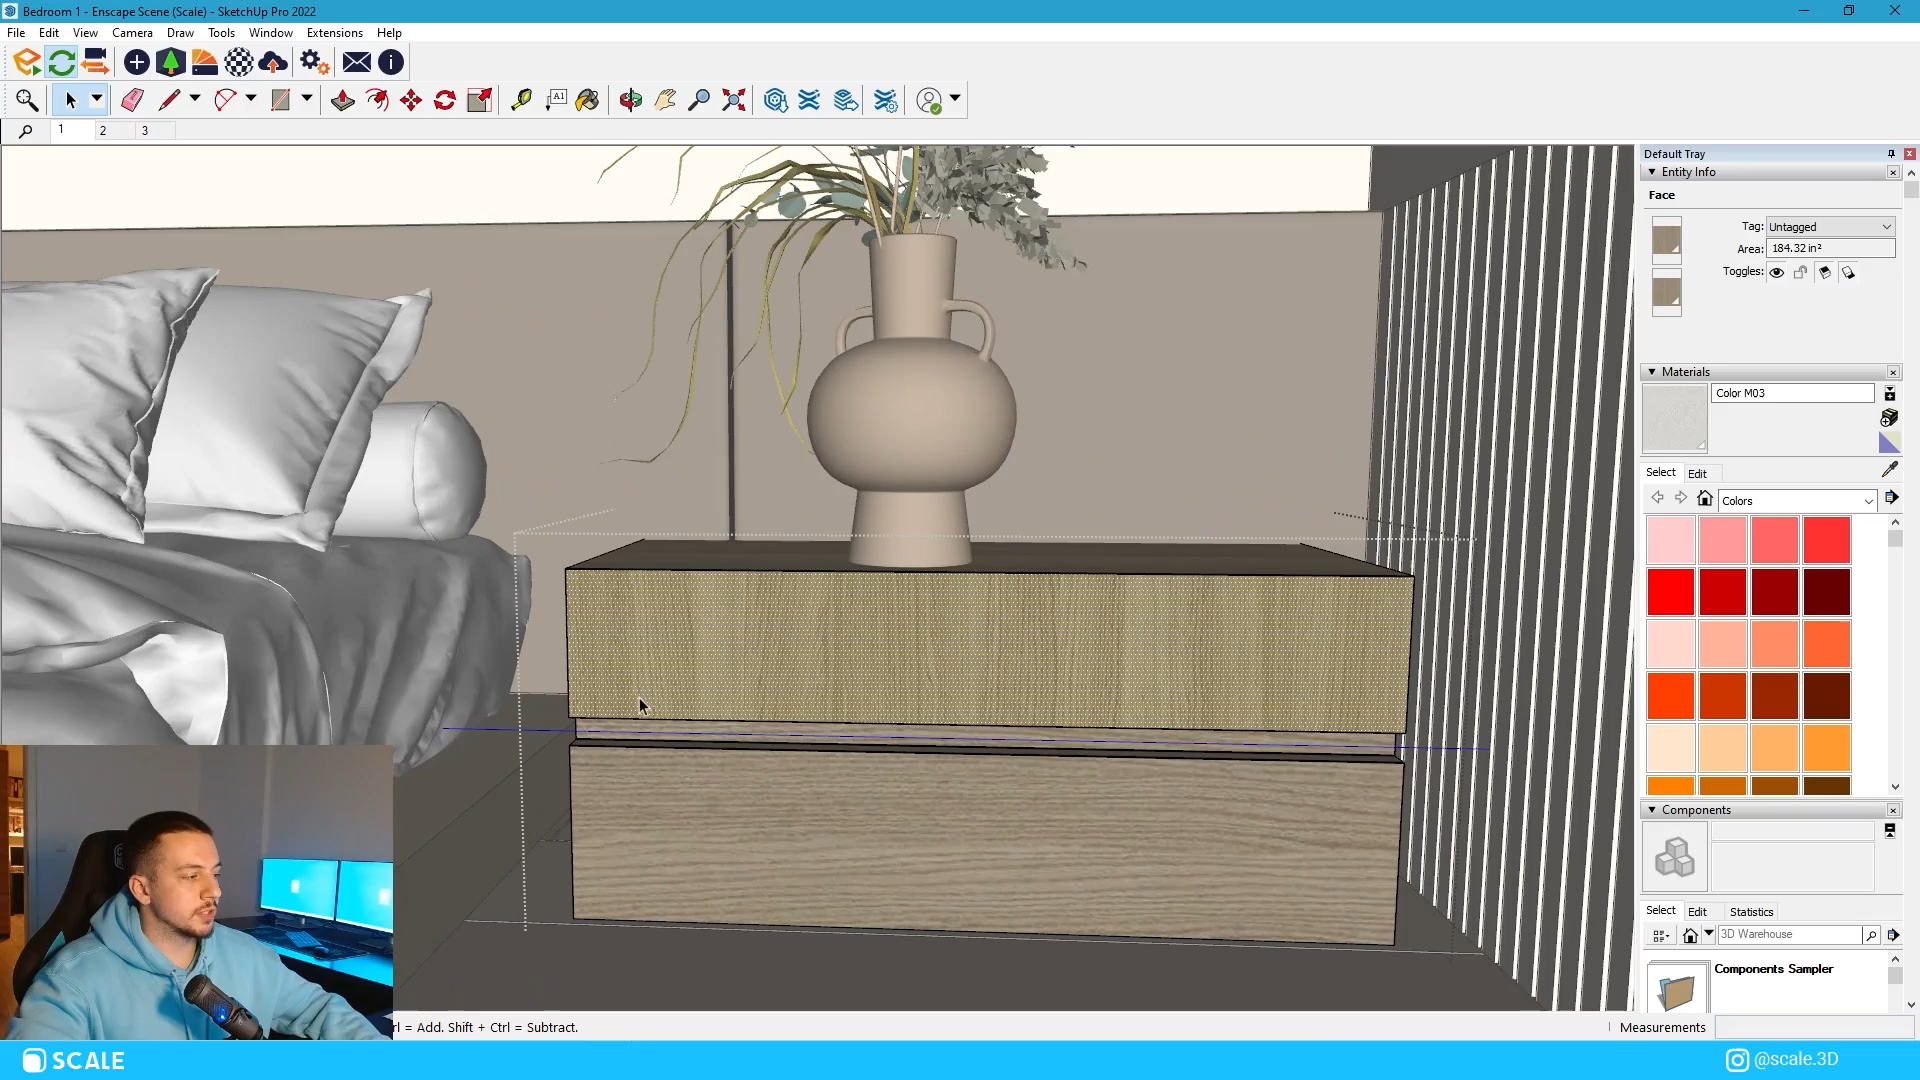 Bedroom 1 - Enscape Scene (Scale) - SketchUp Pro 2022
File Edit View Camera Draw Tools Window Extensions Help
A1
1 2 3
Default Tray
Entity Info
Face
Tag: Untagged
Area: 184.32 in²
Toggles:
Materials
Color M03
Select Edit
Colors
Components
Select Edit Statistics
3D Warehouse
Components Sampler
rl = Add. Shift + Ctrl = Subtract.
Measurements
SCALE
@scale.3D